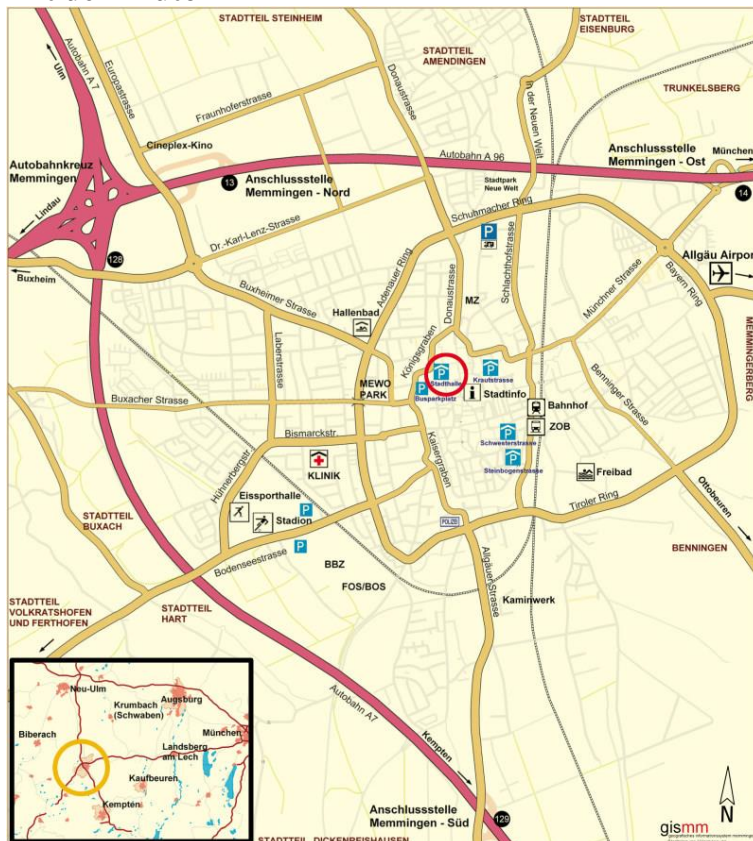 STADTTEIL STEINHEIM
STADTTEIL
EISENBURG
STADTTEIL
AMENDINGEN
TRUNKELSBERG
Autobahn A 7
Ulm
Europastrasse
Fraunhoferstrasse
Donaustrasse
In der Neuen Welt
Cineplex-Kino
Autobahnkreuz
Memmingen
Lindau
13
Anschlussstelle
Memmingen - Nord
Autobahn A 96
Anschlussstelle
Memmingen - Ost
München
14
Stadtpark
Neue Welt
Dr.-Karl-Lenz-Strasse
Schumacher Ring
P
128
Buxheim
Buxheimer Strasse
Adenauer Ring
Donaustrasse
MZ
Schlachthofstrasse
Münchner Strasse
Bayern Ring
Allgäu Airport
MEMMINGERBERG
Hallenbad
Laberstrasse
Königsgraben
MEWO
PARK
P
Stadthalle
P
Krautstrasse
P
Busparkplatz
i
Stadtinfo
Benninger Strasse
Buxacher Strasse
Bismarckstr.
Kaisergraben
Bahnhof
ZOB
P
Schwesterstrasse
P
Steinbogenstrasse
Hühnerbergstr.
KLINIK
Freibad
Ottobeuren
Eissporthalle
Stadion
P
P
POLIZEI
Tiroler Ring
STADTTEIL
BUXACH
Bodenseestrasse
BBZ
FOS/BOS
Allgäuer Strasse
BENNINGEN
Kaminwerk
STADTTEIL
VOLKRATSHOFEN
UND FERTHOFEN
STADTTEIL
HART
Autobahn A7
Kempten
Neu-Ulm
Augsburg
Krumbach
(Schwaben)
Biberach
München
Landsberg
am Lech
Kaufbeuren
Kempten
Anschlussstelle
Memmingen - Süd
129
N
gismm
STADTTEIL DICKENREISHAUSEN